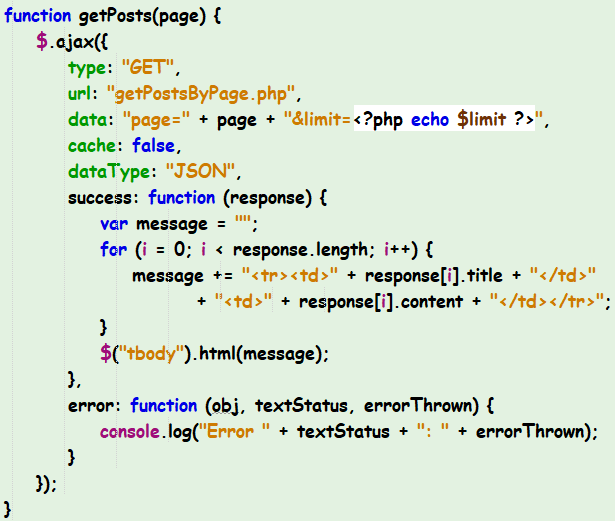 function getPosts(page) {
$.ajax({
type: "GET",
url: "getPostsByPage.php",
data: "page=" + page + "&limit=<?php echo $limit ?>",
cache: false,
dataType: "JSON",
success: function (response) {
var message = "";
for (i = 0; i < response.length; i++) {
message += "<tr><td>" + response[i].title + "</td>"
+ "<td>" + response[i].content + "</td></tr>";
}
$("tbody").html(message);
},
error: function (obj, textStatus, errorThrown) {
console.log("Error " + textStatus + ": " + errorThrown);
}
});
}